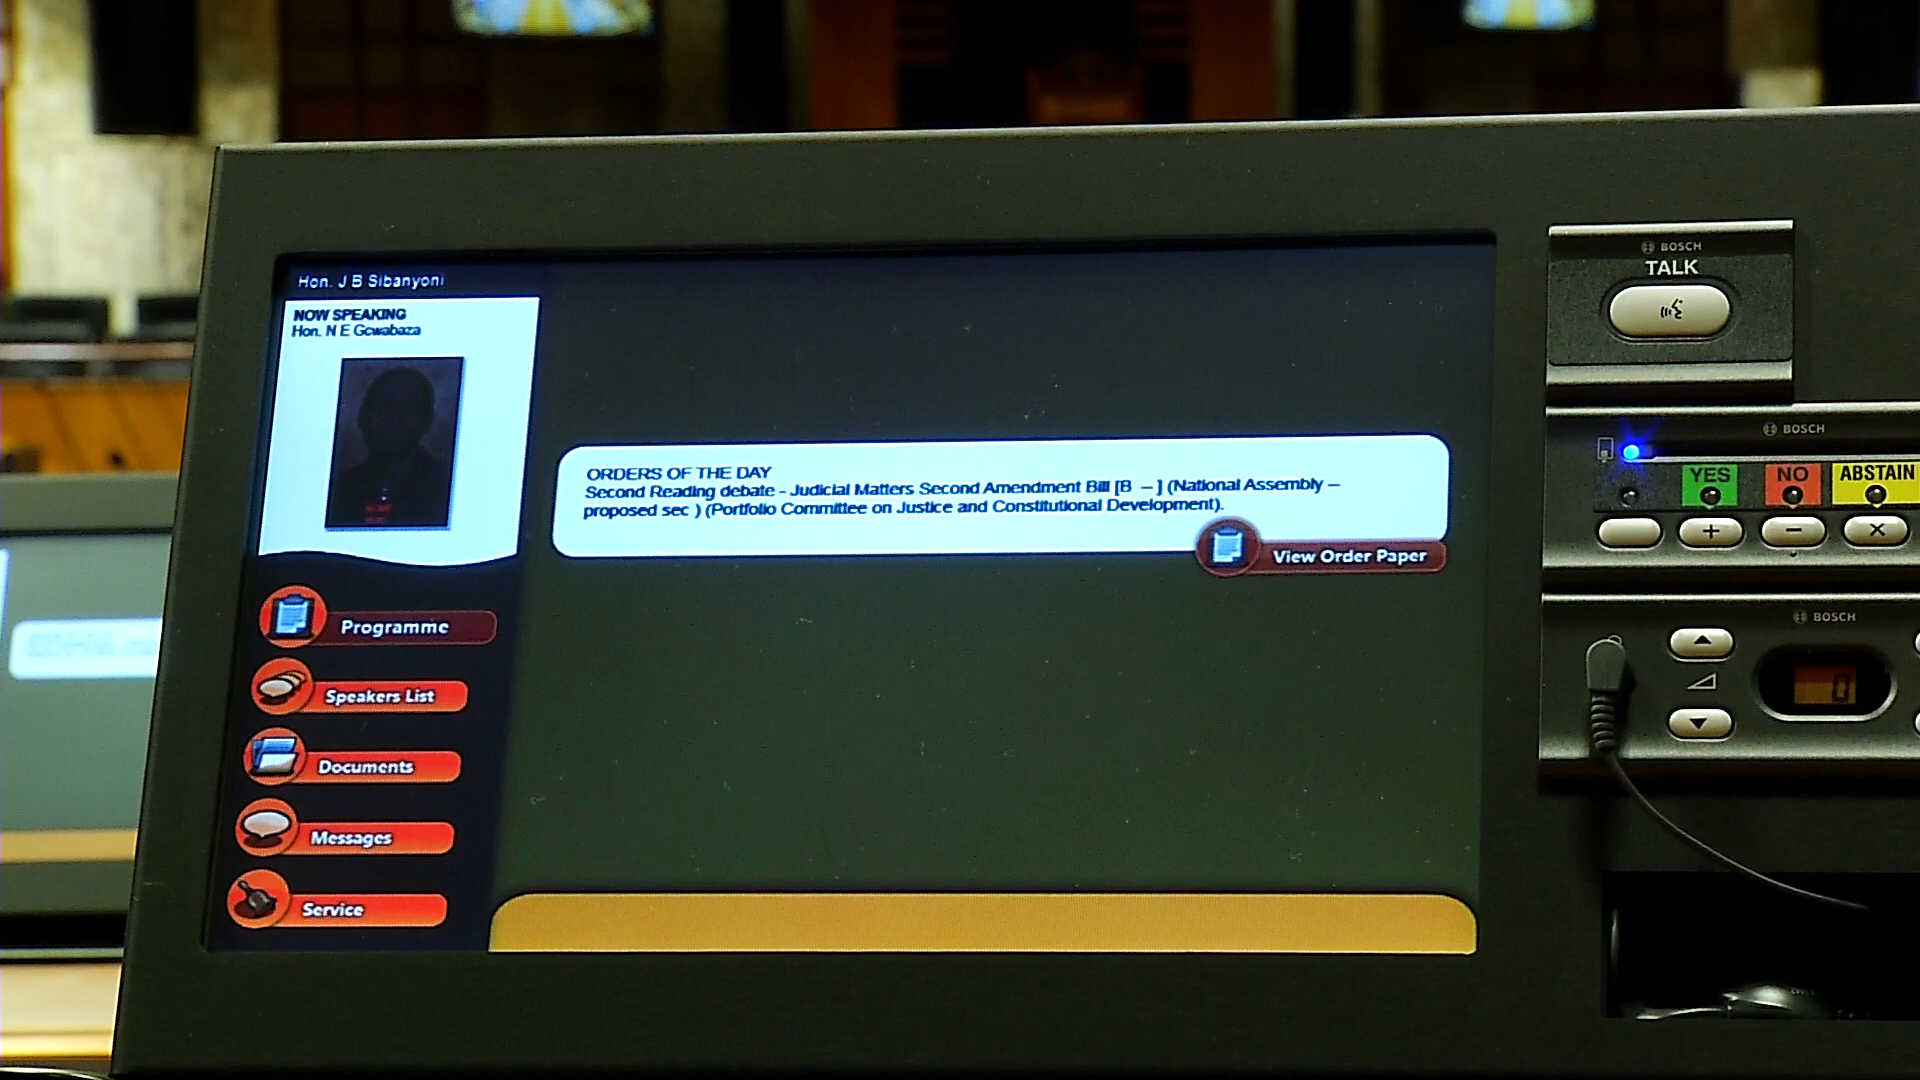 Hon. J B Sibanyoni
NOW SPEAKING
Hon. N E Gcwabaza
ORDERS OF THE DAY
Second Reading debate - Judicial Matters Second Amendment Bill [B – ] (National Assembly –
proposed sec ) (Portfolio Committee on Justice and Constitutional Development).
View Order Paper
Programme
Speakers List
Documents
Messages
Service
BOSCH
TALK
BOSCH
YES
NO
ABSTAIN
+
−
×
BOSCH
0